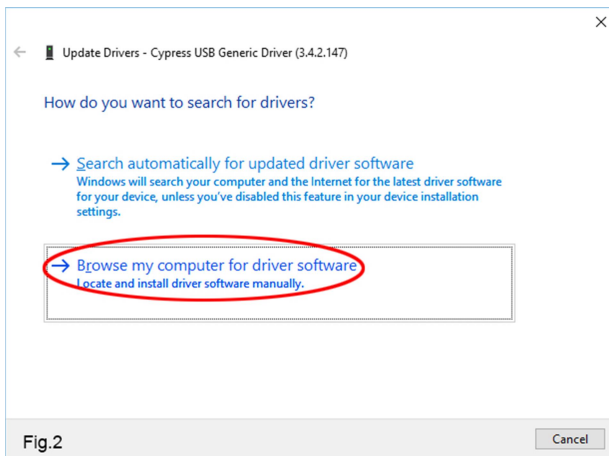 Update Drivers - Cypress USB Generic Driver (3.4.2.147)
How do you want to search for drivers?
Search automatically for updated driver software
Windows will search your computer and the Internet for the latest driver software
for your device, unless you've disabled this feature in your device installation
settings.
Browse my computer for driver software
Locate and install driver software manually.
Fig.2
Cancel